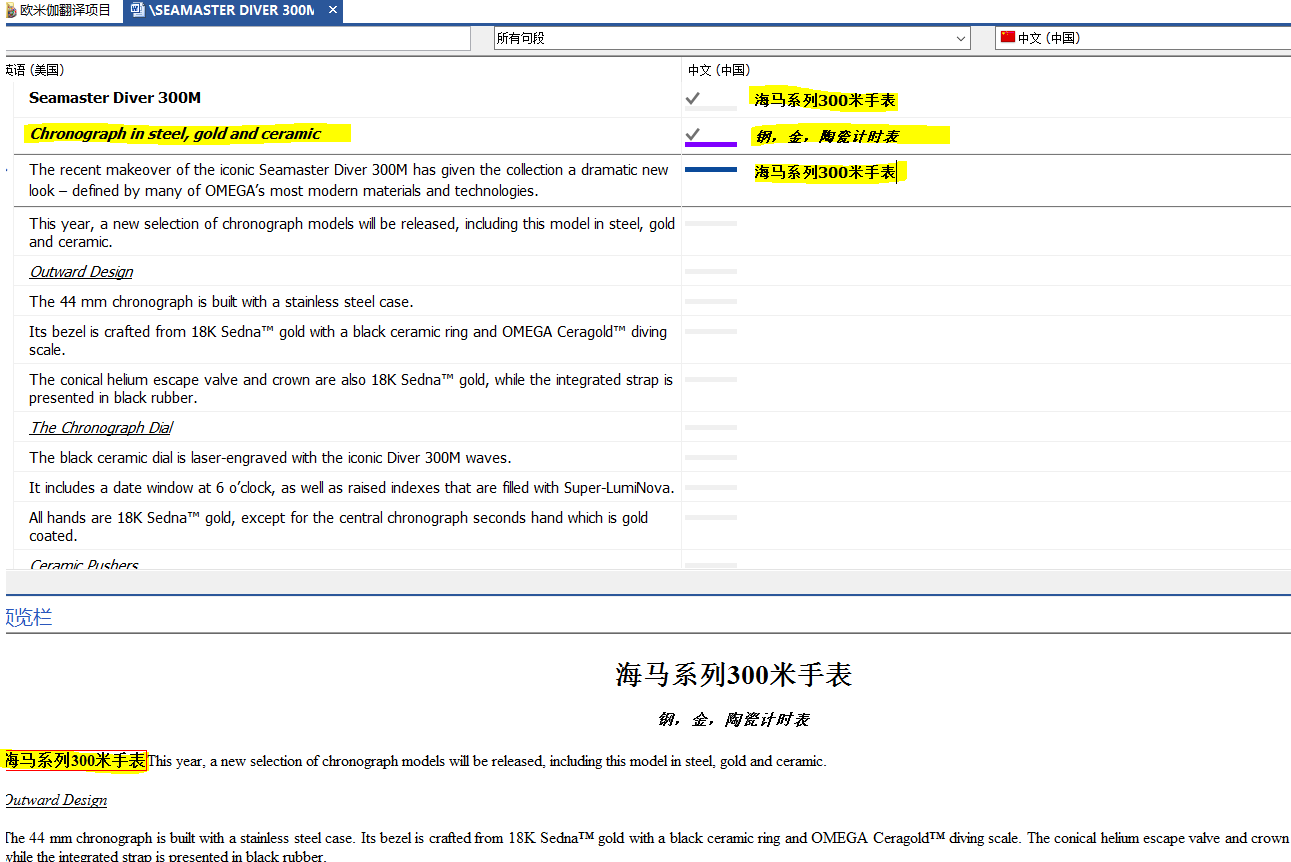 欧米伽翻译项目
\SEAMASTER DIVER 300M ×
所有句段
中文 (中国)
英语 (美国)
中文 (中国)
Seamaster Diver 300M
海马系列300米手表
Chronograph in steel, gold and ceramic
钢，金，陶瓷计时表
The recent makeover of the iconic Seamaster Diver 300M has given the collection a dramatic new
look – defined by many of OMEGA’s most modern materials and technologies.
海马系列300米手表
This year, a new selection of chronograph models will be released, including this model in steel, gold
and ceramic.
Outward Design
The 44 mm chronograph is built with a stainless steel case.
Its bezel is crafted from 18K Sedna™ gold with a black ceramic ring and OMEGA Ceragold™ diving
scale.
The conical helium escape valve and crown are also 18K Sedna™ gold, while the integrated strap is
presented in black rubber.
The Chronograph Dial
The black ceramic dial is laser-engraved with the iconic Diver 300M waves.
It includes a date window at 6 o’clock, as well as raised indexes that are filled with Super-LumiNova.
All hands are 18K Sedna™ gold, except for the central chronograph seconds hand which is gold
coated.
Ceramic Pushers
预览栏
海马系列300米手表
钢，金，陶瓷计时表
海马系列300米手表This year, a new selection of chronograph models will be released, including this model in steel, gold and ceramic.
Outward Design
The 44 mm chronograph is built with a stainless steel case. Its bezel is crafted from 18K Sedna™ gold with a black ceramic ring and OMEGA Ceragold™ diving scale. The conical helium escape valve and crown
while the integrated strap is presented in black rubber.